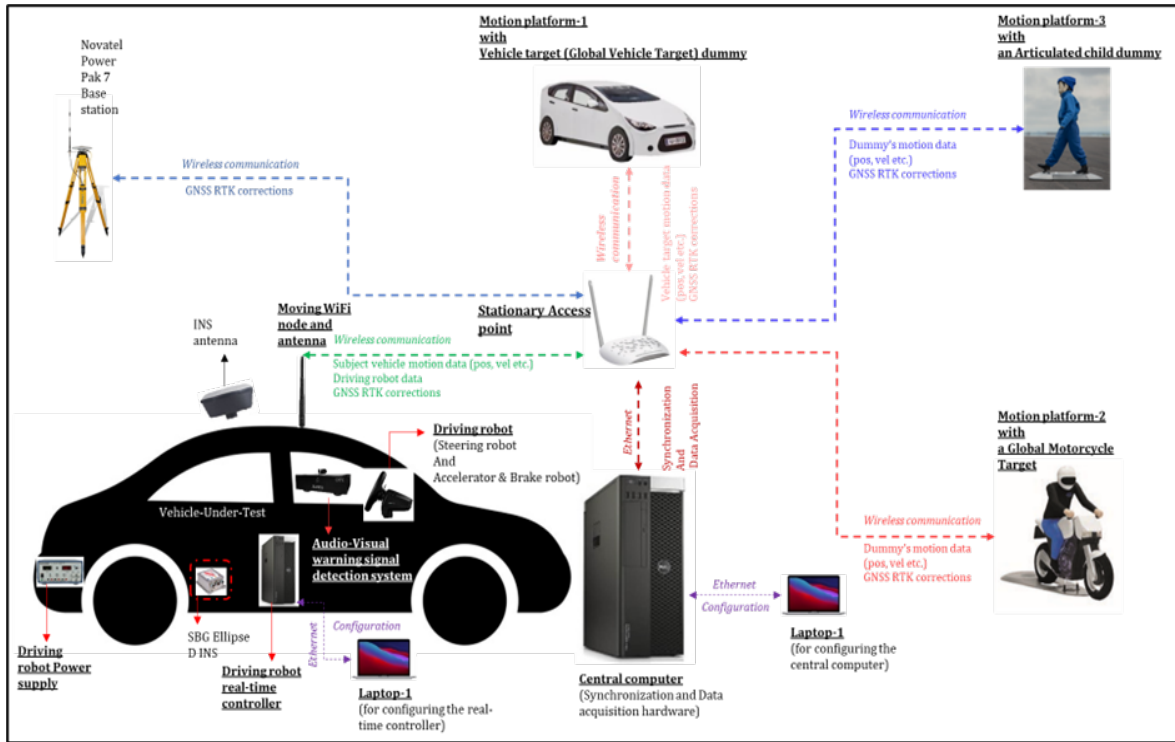 Motion platform-1
with
Vehicle target (Global Vehicle Target) dummy
Motion platform-3
with
an Articulated child dummy
Novatel
Power
Pak 7
Base
station
Wireless communication
GNSS RTK corrections
Wireless
communication
Vehicle target motion data
(pos, vel etc.)
GNSS RTK corrections
Wireless communication
Dummy's motion data
(pos, vel etc.)
GNSS RTK corrections
Moving WiFi
node and
antenna
Stationary Access
point
INS
antenna
Wireless communication
Subject vehicle motion data (pos, vel etc.)
Driving robot data
GNSS RTK corrections
Ethernet
Synchronization
And
Data Acquisition
Motion platform-2
with
a Global Motorcycle
Target
Driving robot
(Steering robot
And
Accelerator & Brake robot)
Vehicle-Under-Test
Audio-Visual
warning signal
detection system
Wireless communication
Dummy's motion data
(pos, vel etc.)
GNSS RTK corrections
Ethernet
Configuration
SBG Ellipse
D INS
Driving
robot Power
supply
Driving robot
real-time
controller
Ethernet
Configuration
Laptop-1
(for configuring the real-
time controller)
Central computer
(Synchronization and Data
acquisition hardware)
Laptop-1
(for configuring the
central computer)